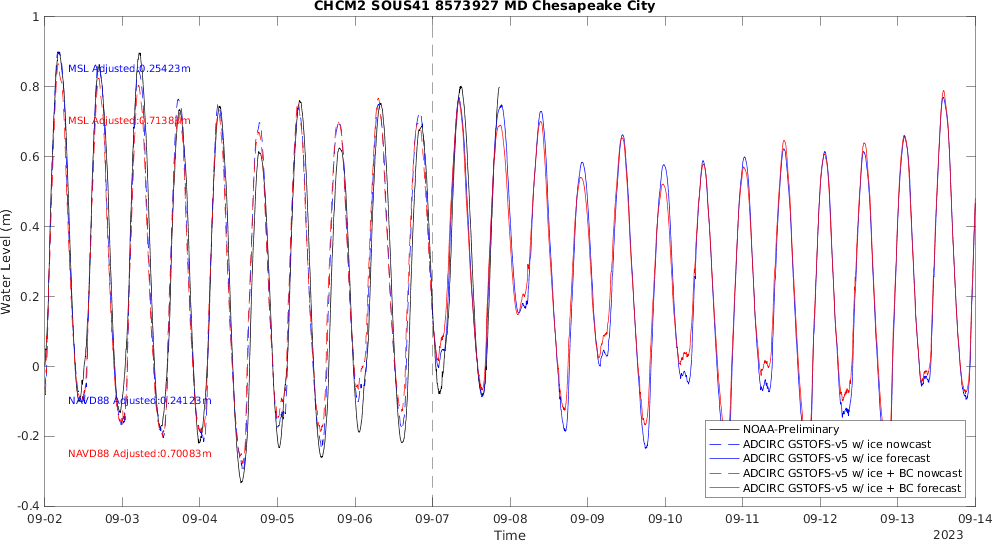 CHCM2 SOUS41 8573927 MD Chesapeake City
Water Level (m)
1
0.8
0.6
0.4
0.2
0
-0.2
-0.4
MSL Adjusted:0.25423m
MSL Adjusted:0.71383m
NAVD88 Adjusted:0.24123m
NAVD88 Adjusted:0.70083m
NOAA-Preliminary
ADCIRC GSTOFS-v5 w/ ice nowcast
ADCIRC GSTOFS-v5 w/ ice forecast
ADCIRC GSTOFS-v5 w/ ice + BC nowcast
ADCIRC GSTOFS-v5 w/ ice + BC forecast
09-02 09-03 09-04 09-05 09-06 09-07 09-08 09-09 09-10 09-11 09-12 09-13 09-14
Time
2023